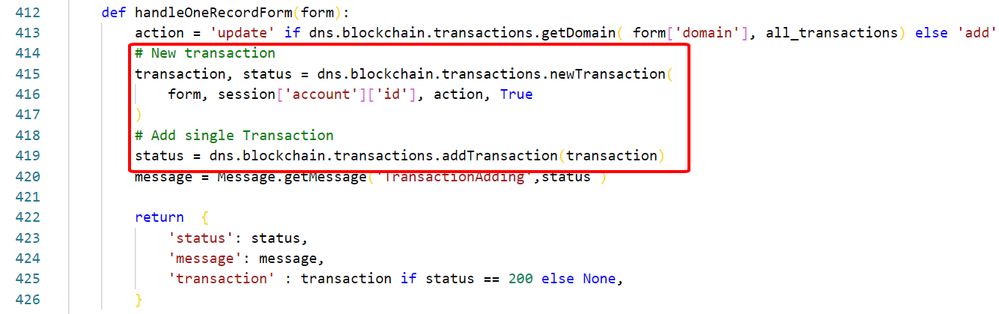 412 def handleOneRecordForm(form):
413 action = 'update' if dns.blockchain.transactions.getDomain( form['domain'], all_transactions) else 'add'
414 # New transaction
415 transaction, status = dns.blockchain.transactions.newTransaction(
416 form, session['account']['id'], action, True
417 )
418 # Add single Transaction
419 status = dns.blockchain.transactions.addTransaction(transaction)
420 message = Message.getMessage('TransactionAdding',status )
421
422 return  {
423 'status': status,
424 'message': message,
425 'transaction' : transaction if status == 200 else None,
426 }